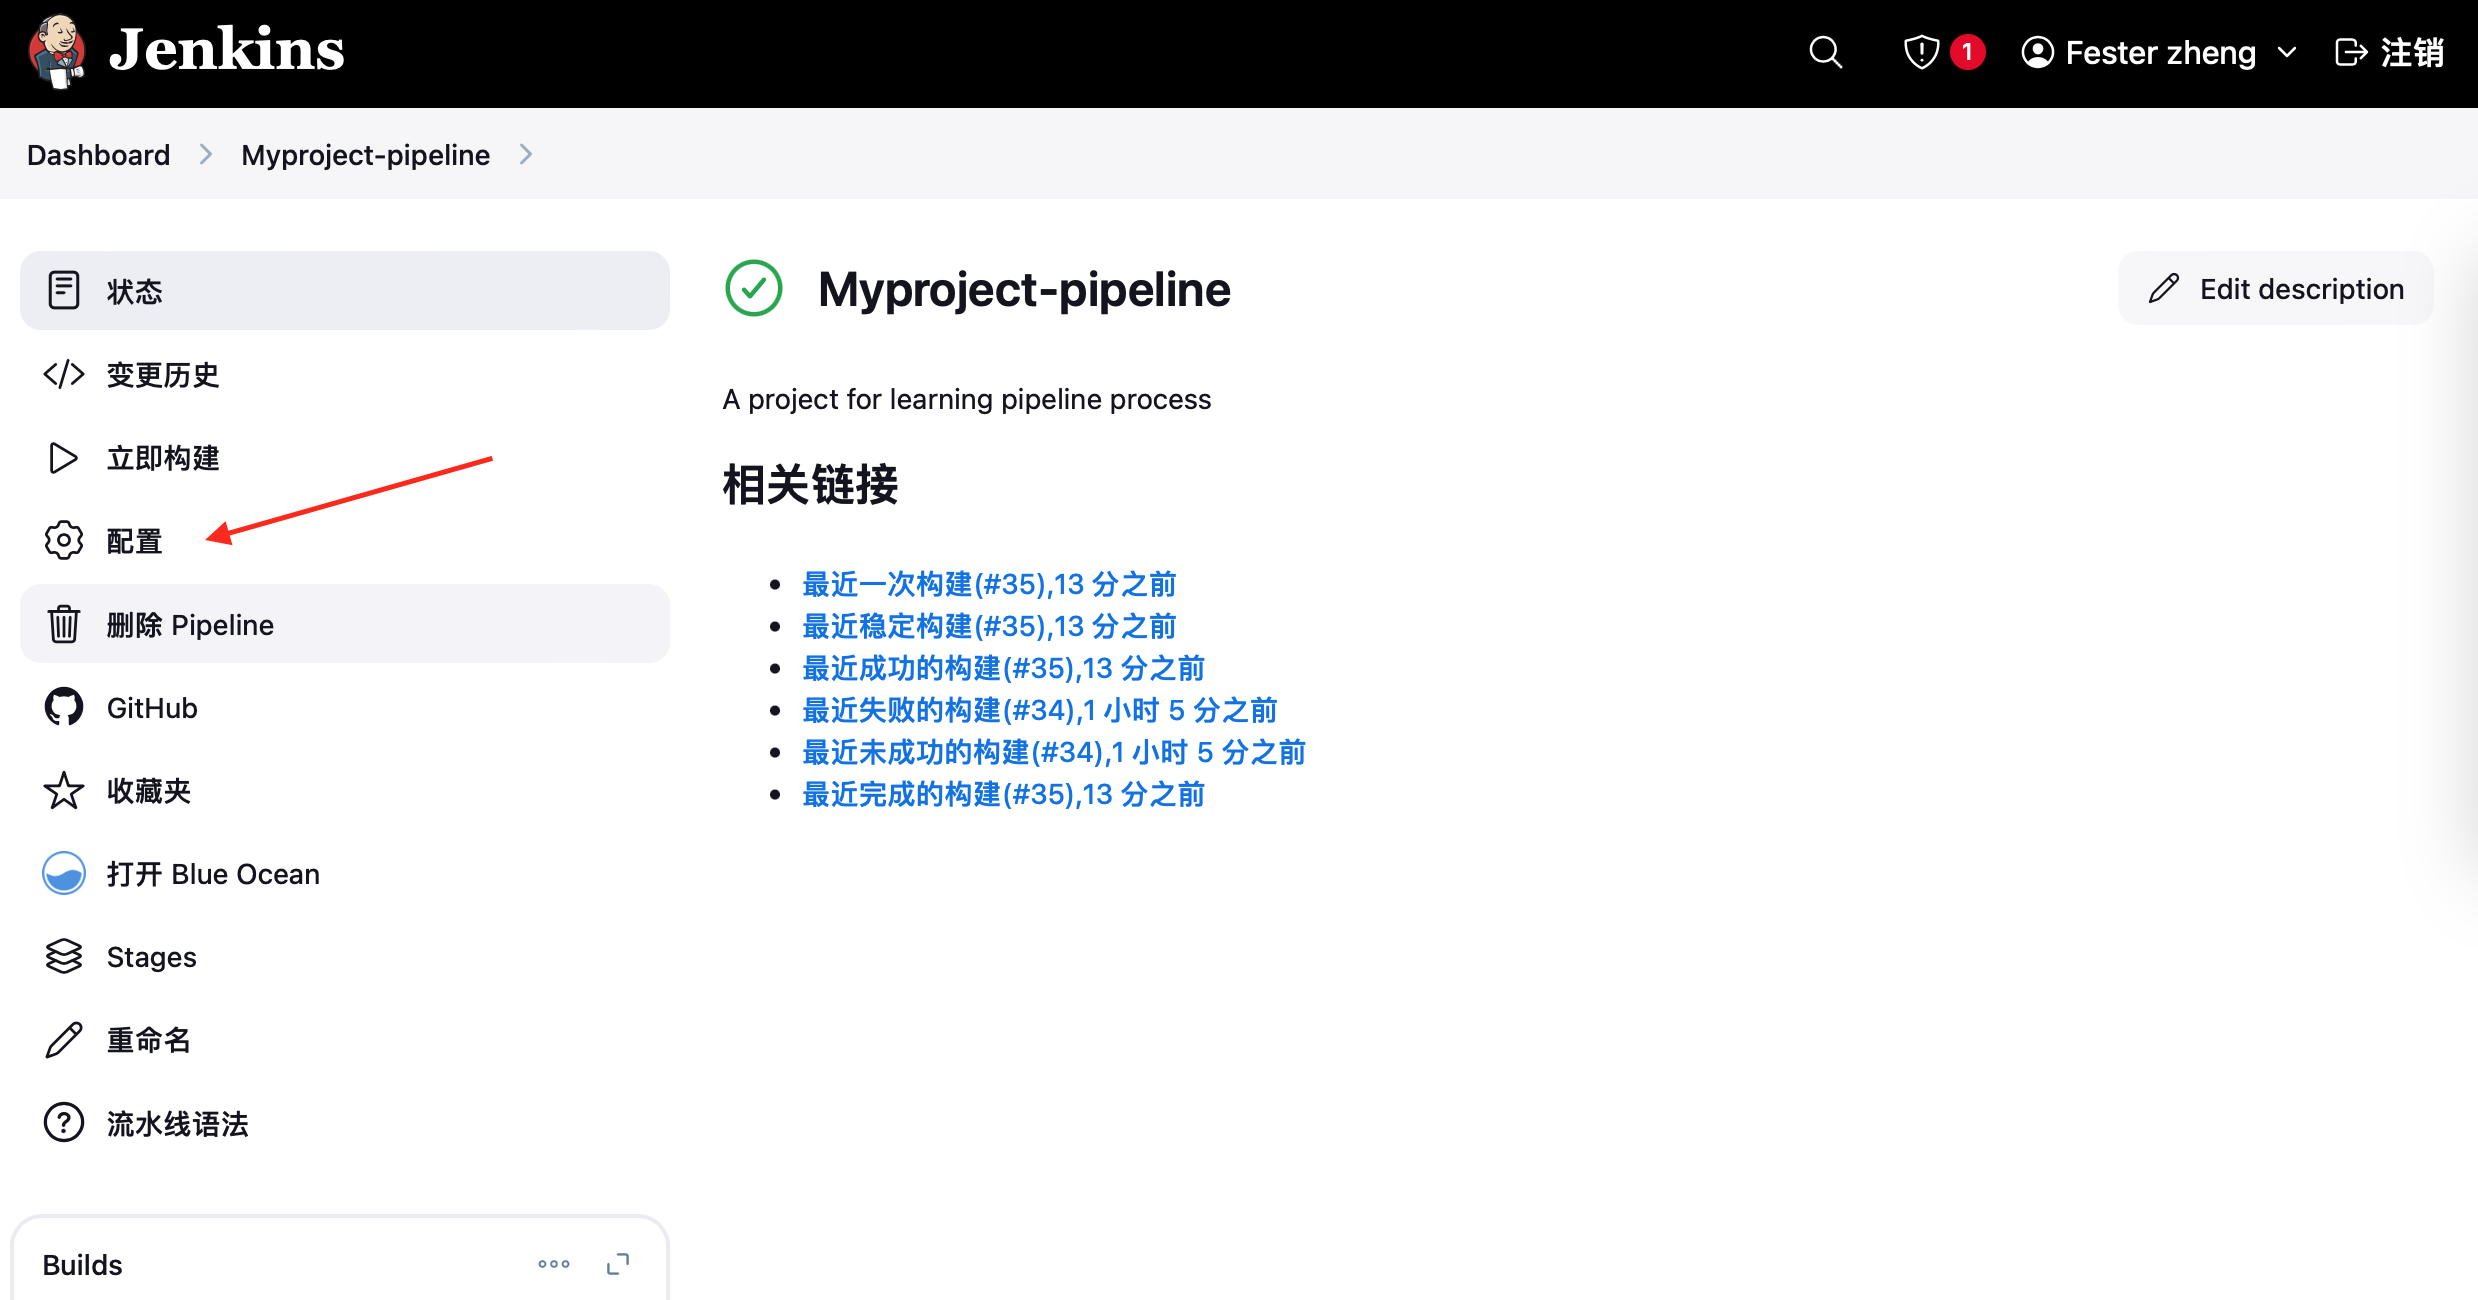 Jenkins
1
Fester zheng
注销
Dashboard
Myproject-pipeline
状态
变更历史
立即构建
配置
删除 Pipeline
GitHub
收藏夹
打开 Blue Ocean
Stages
重命名
流水线语法
Builds
Myproject-pipeline
Edit description
A project for learning pipeline process
相关链接
最近一次构建(#35),13 分之前
最近稳定构建(#35),13 分之前
最近成功的构建(#35),13 分之前
最近失败的构建(#34),1 小时 5 分之前
最近未成功的构建(#34),1 小时 5 分之前
最近完成的构建(#35),13 分之前